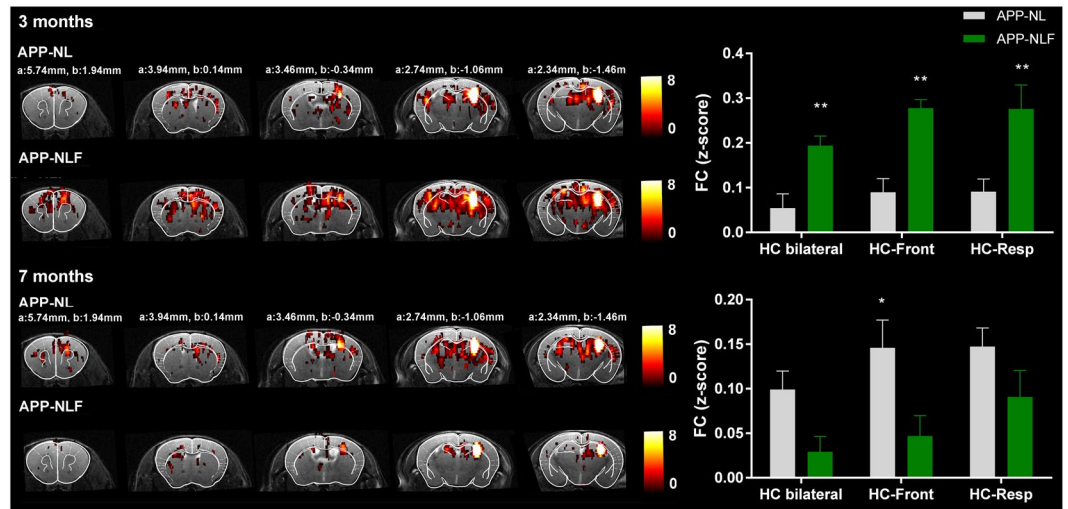 3 months
APP-NL
a:5.74mm, b:1.94mm a:3.94mm, b:0.14mm a:3.46mm, b:-0.34mm a:2.74mm, b:-1.06mm a:2.34mm, b:-1.46m
8
0
APP-NLF
8
0
APP-NL
APP-NLF
FC (z-score)
0.4
0.3
0.2
0.1
0.0
** ** **
HC bilateral HC-Front HC-Resp
7 months
APP-NL
a:5.74mm, b:1.94mm a:3.94mm, b:0.14mm a:3.46mm, b:-0.34mm a:2.74mm, b:-1.06mm a:2.34mm, b:-1.46m
8
0
APP-NLF
8
0
FC (z-score)
0.20
0.15
0.10
0.05
0.00
*
HC bilateral HC-Front HC-Resp